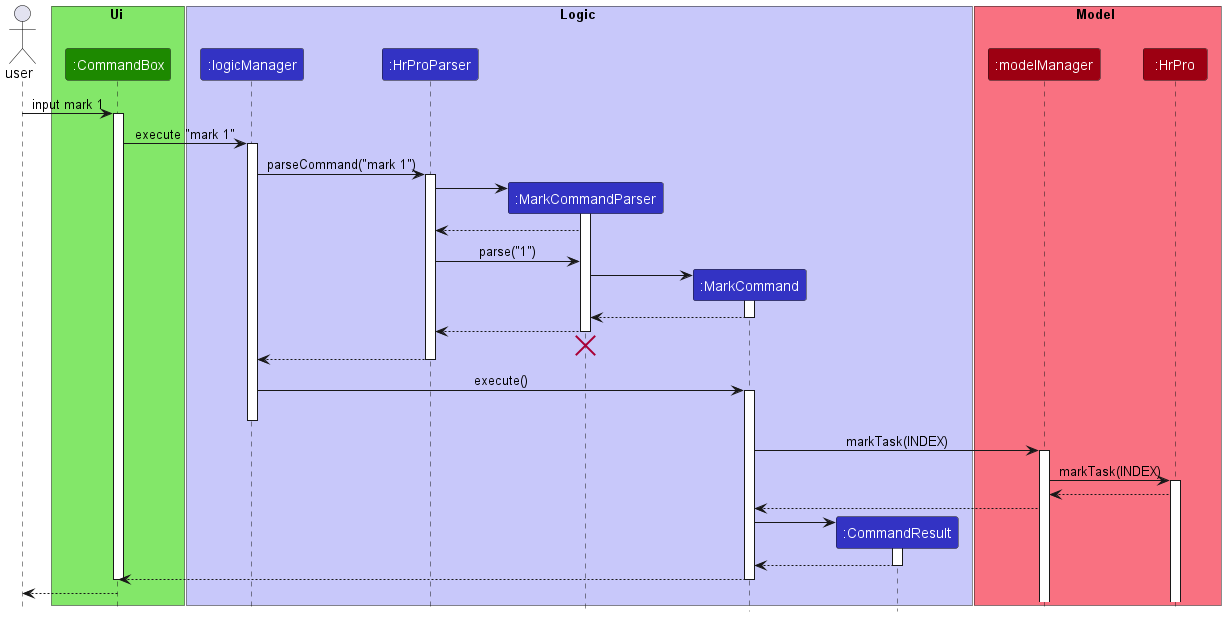 Ui
Logic
Model
user
:CommandBox
:logicManager
:HrProParser
:modelManager
:HrPro
input mark 1
execute "mark 1"
parseCommand("mark 1")
:MarkCommandParser
parse("1")
:MarkCommand
execute()
markTask(INDEX)
markTask(INDEX)
:CommandResult